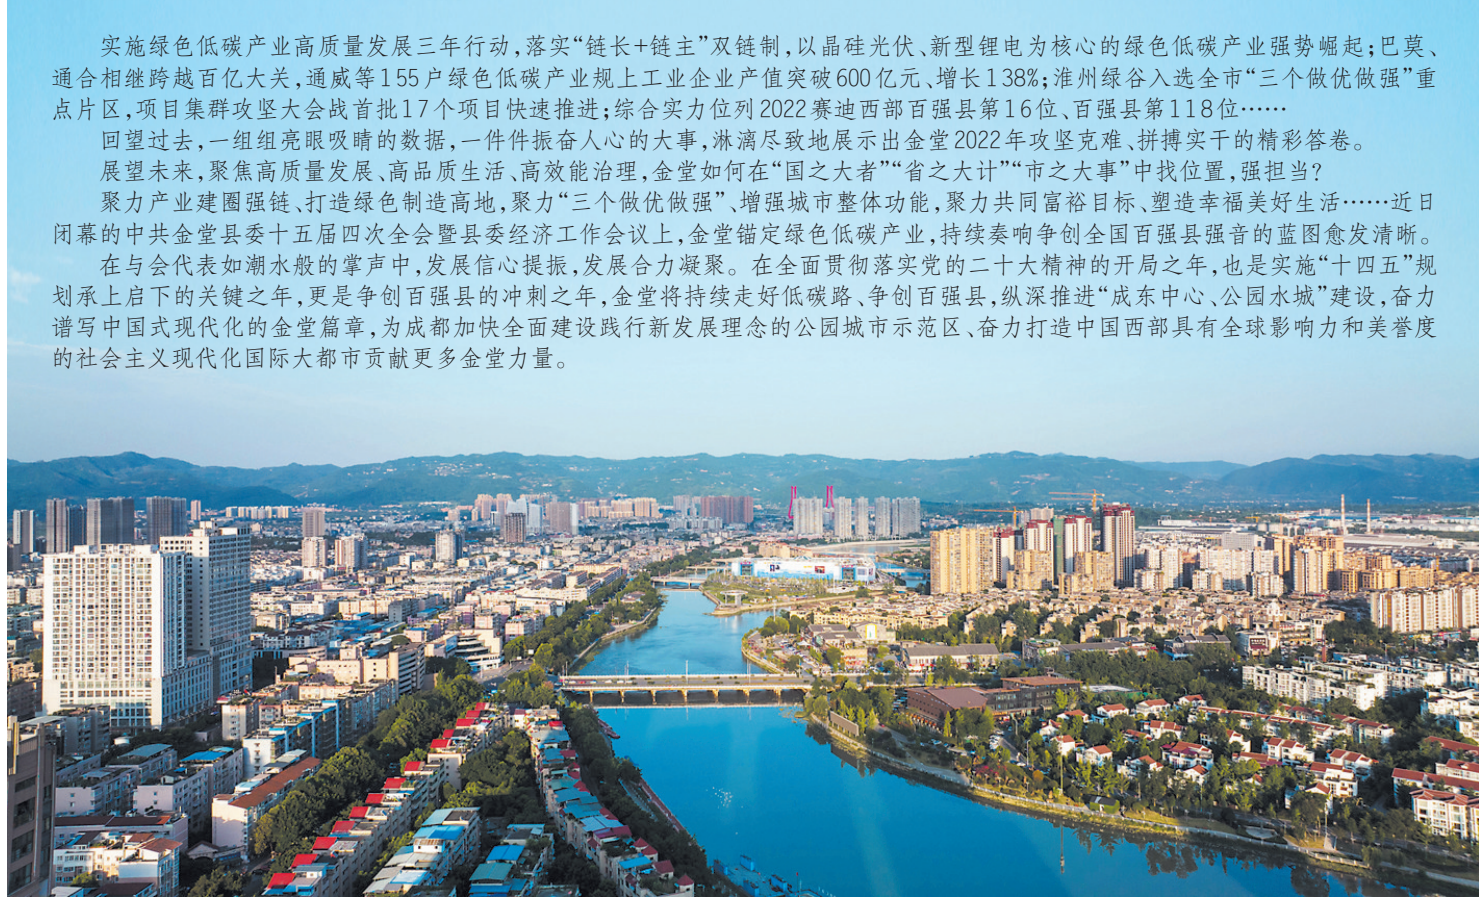 实施绿色低碳产业高质量发展三年行动,落实“链长+链主”双链制,以晶硅光伏、新型锂电为核心的绿色低碳产业强势崛起;巴莫、
通合相继跨越百亿大关,通威等155户绿色低碳产业规上工业企业产值突破600亿元、增长138%;淮州绿谷入选全市“三个做优做强”重
点片区,项目集群攻坚大会战首批17个项目快速推进;综合实力位列2022赛迪西部百强县第16位、百强县第118位……
回望过去,一组组亮眼吸睛的数据,一件件振奋人心的大事,淋漓尽致地展示出金堂2022年攻坚克难、拼搏实干的精彩答卷。
展望未来,聚焦高质量发展、高品质生活、高效能治理,金堂如何在“国之大者”“省之大计”“市之大事”中找位置,强担当?
聚力产业建圈强链、打造绿色制造高地,聚力“三个做优做强”、增强城市整体功能,聚力共同富裕目标、塑造幸福美好生活……近日
闭幕的中共金堂县委十五届四次全会暨县委经济工作会议上,金堂锚定绿色低碳产业,持续奏响争创全国百强县强音的蓝图愈发清晰。
在与会代表如潮水般的掌声中,发展信心提振,发展合力凝聚。在全面贯彻落实党的二十大精神的开局之年,也是实施“十四五”规
划承上启下的关键之年,更是争创百强县的冲刺之年,金堂将持续走好低碳路、争创百强县,纵深推进“成东中心、公园水城”建设,奋力
谱写中国式现代化的金堂篇章,为成都加快全面建设践行新发展理念的公园城市示范区、奋力打造中国西部具有全球影响力和美誉度
的社会主义现代化国际大都市贡献更多金堂力量。